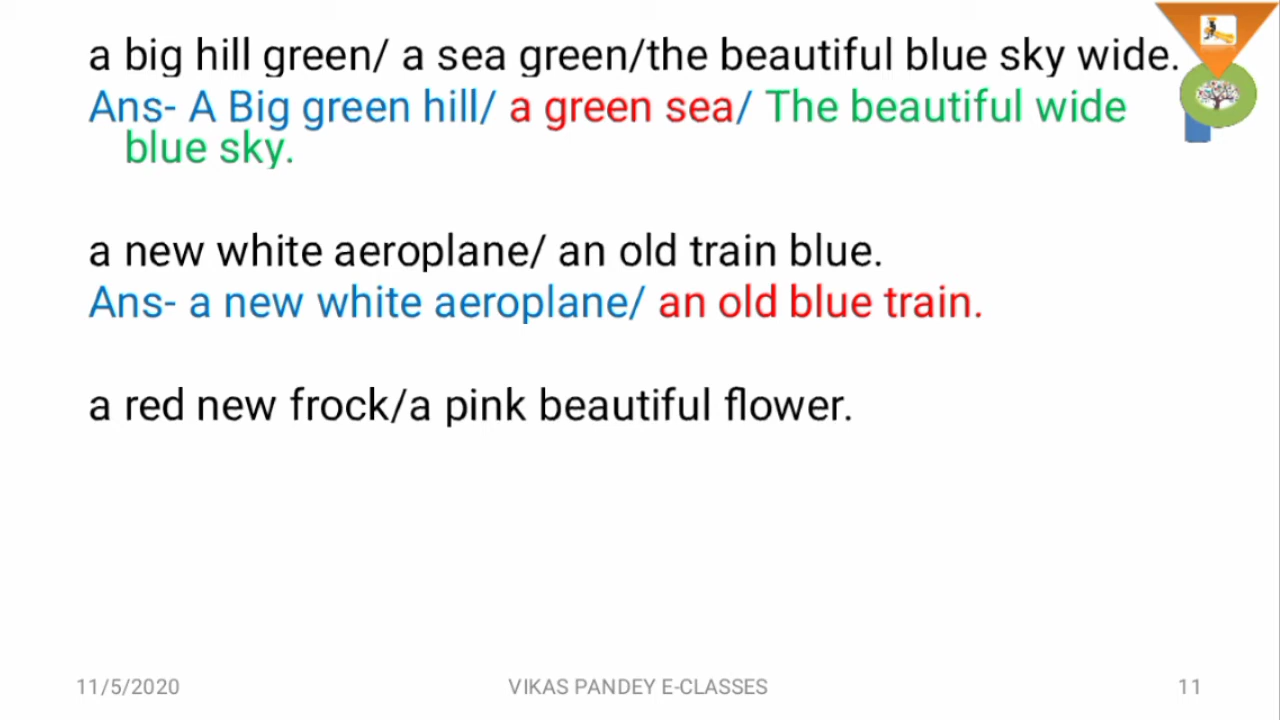 a big hill green/ a sea green/the beautiful blue sky wide.
Ans- A Big green hill/ a green sea/ The beautiful wide
blue sky.
a new white aeroplane/ an old train blue.
Ans- a new white aeroplane/ an old blue train.
a red new frock/a pink beautiful flower.
11/5/2020
VIKAS PANDEY E-CLASSES
11